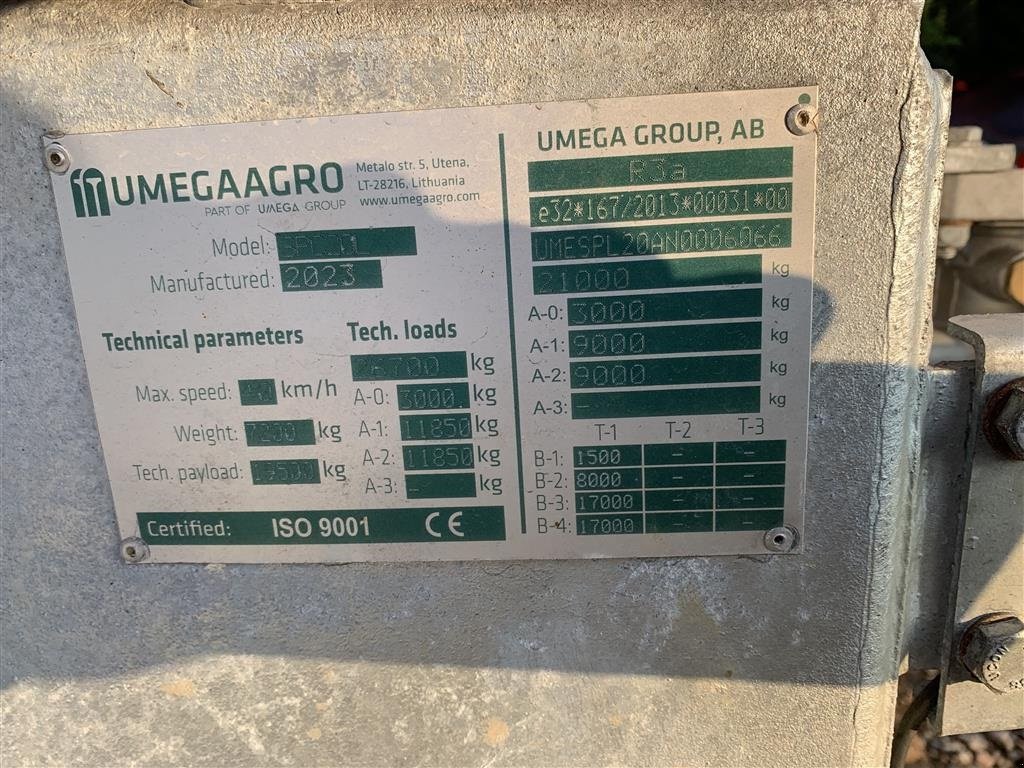 UMEGAAGRO
PART OF UMEGA GROUP
Metalo str. 5, Utena,
LT-28216, Lithuania
www.umegaagro.com
Model:
Manufactured: 2023
Technical parameters
Max. speed: km/h
Weight: 7200 kg
Tech. payload: 19500 kg
Tech. loads
26700 kg
A-0: 3000. kg
A-1: 11850 kg
A-2: 11850 kg
A-3: - kg
Certified: ISO 9001 CE
UMEGA GROUP, AB
R3a
e32*167/2013*00031*00
UMESPL20AN0006066
21000 kg
A-0: 3000 kg
A-1: 9000 kg
A-2: 9000 kg
A-3: - kg
T-1 T-2 T-3
B-1: 1500 - -
B-2: 8000 - -
B-3: 17000 - -
B-4: 17000 - -